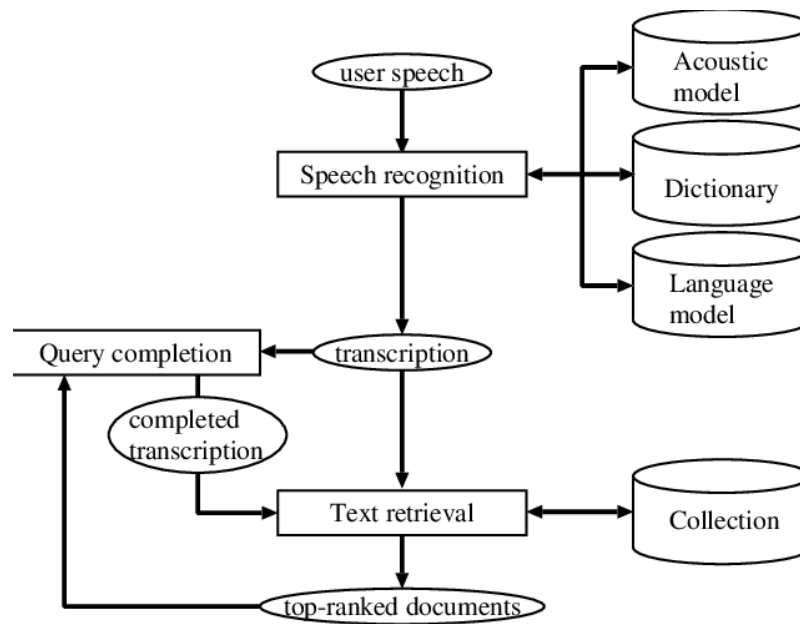 user speech
Acoustic
model
Speech recognition
Dictionary
Language
model
Query completion
transcription
completed
transcription
Text retrieval
Collection
top-ranked documents